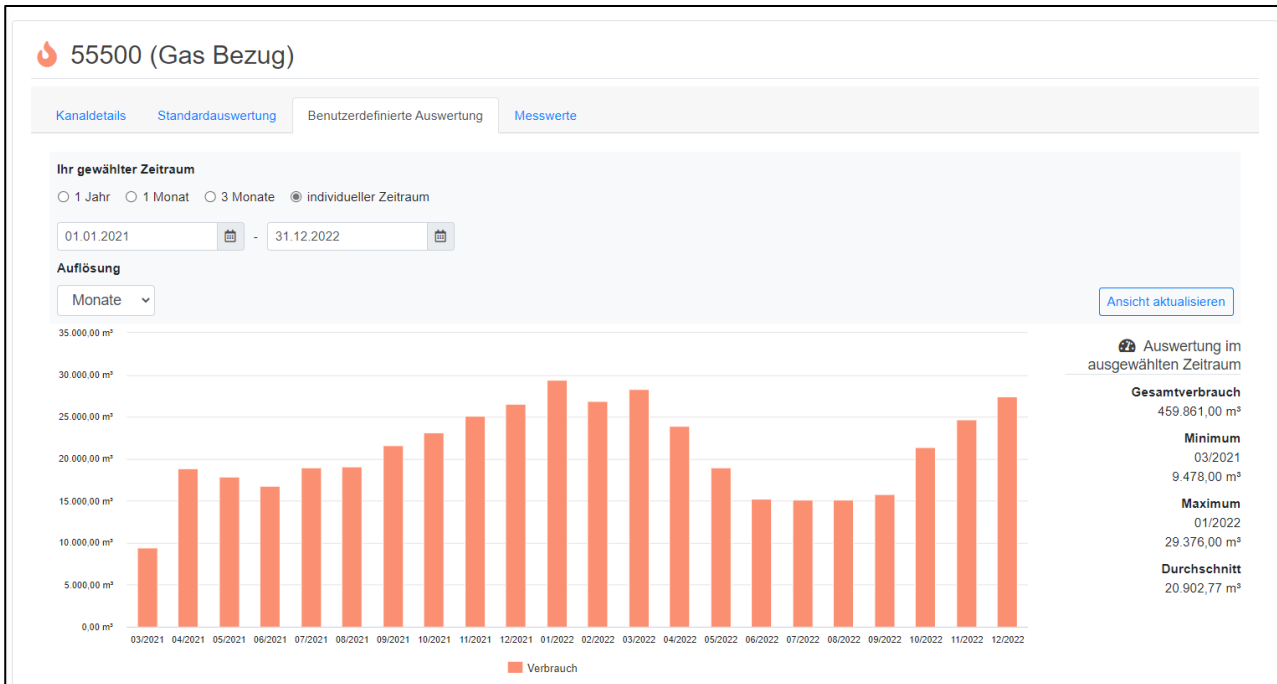 55500 (Gas Bezug)
Kanaldetails Standardauswertung Benutzerdefinierte Auswertung Messwerte
Ihr gewählter Zeitraum
1 Jahr 1 Monat 3 Monate individueller Zeitraum
01.01.2021 - 31.12.2022
Auflösung
Monate
Ansicht aktualisieren
35.000,00 m³
30.000,00 m³
25.000,00 m³
20.000,00 m³
15.000,00 m³
10.000,00 m³
5.000,00 m³
0,00 m³
03/2021 04/2021 05/2021 06/2021 07/2021 08/2021 09/2021 10/2021 11/2021 12/2021 01/2022 02/2022 03/2022 04/2022 05/2022 06/2022 07/2022 08/2022 09/2022 10/2022 11/2022 12/2022
Verbrauch
Auswertung im
ausgewählten Zeitraum
Gesamtverbrauch
459.861,00 m³
Minimum
03/2021
9.478,00 m³
Maximum
01/2022
29.376,00 m³
Durchschnitt
20.902,77 m³